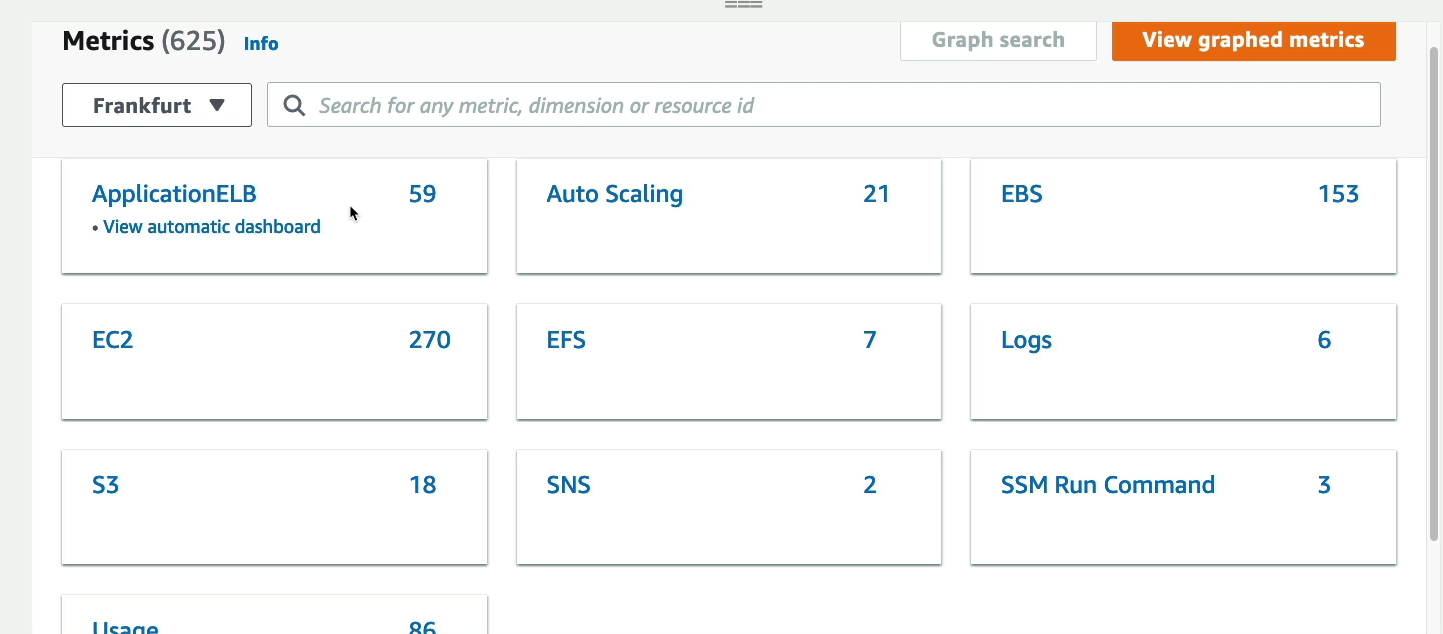 Metrics (625) Info
Graph search
View graphed metrics
Frankfurt ▼
Search for any metric, dimension or resource id
ApplicationELB 59
• View automatic dashboard
Auto Scaling 21
EBS 153
EC2 270
EFS 7
Logs 6
S3 18
SNS 2
SSM Run Command 3
Usage 86